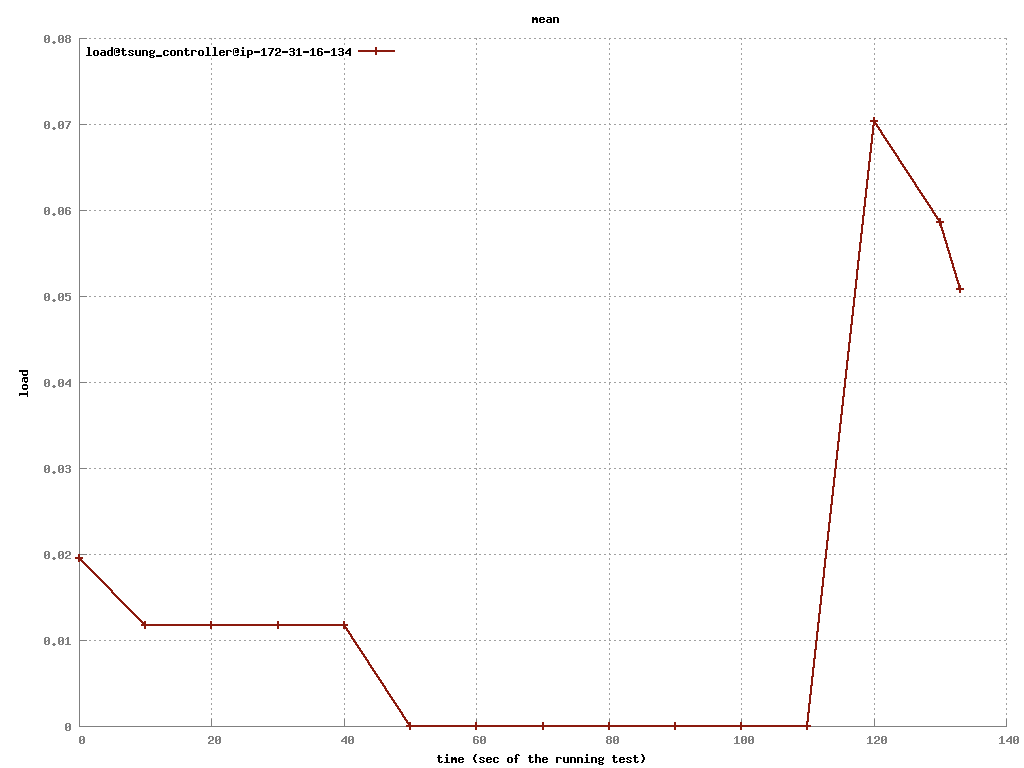 mean
0.08
load@tsung_controller@ip-172-31-16-134
0.07
0.06
0.05
load
0.04
0.03
0.02
0.01
0
0 20 40 60 80 100 120 140
time (sec of the running test)